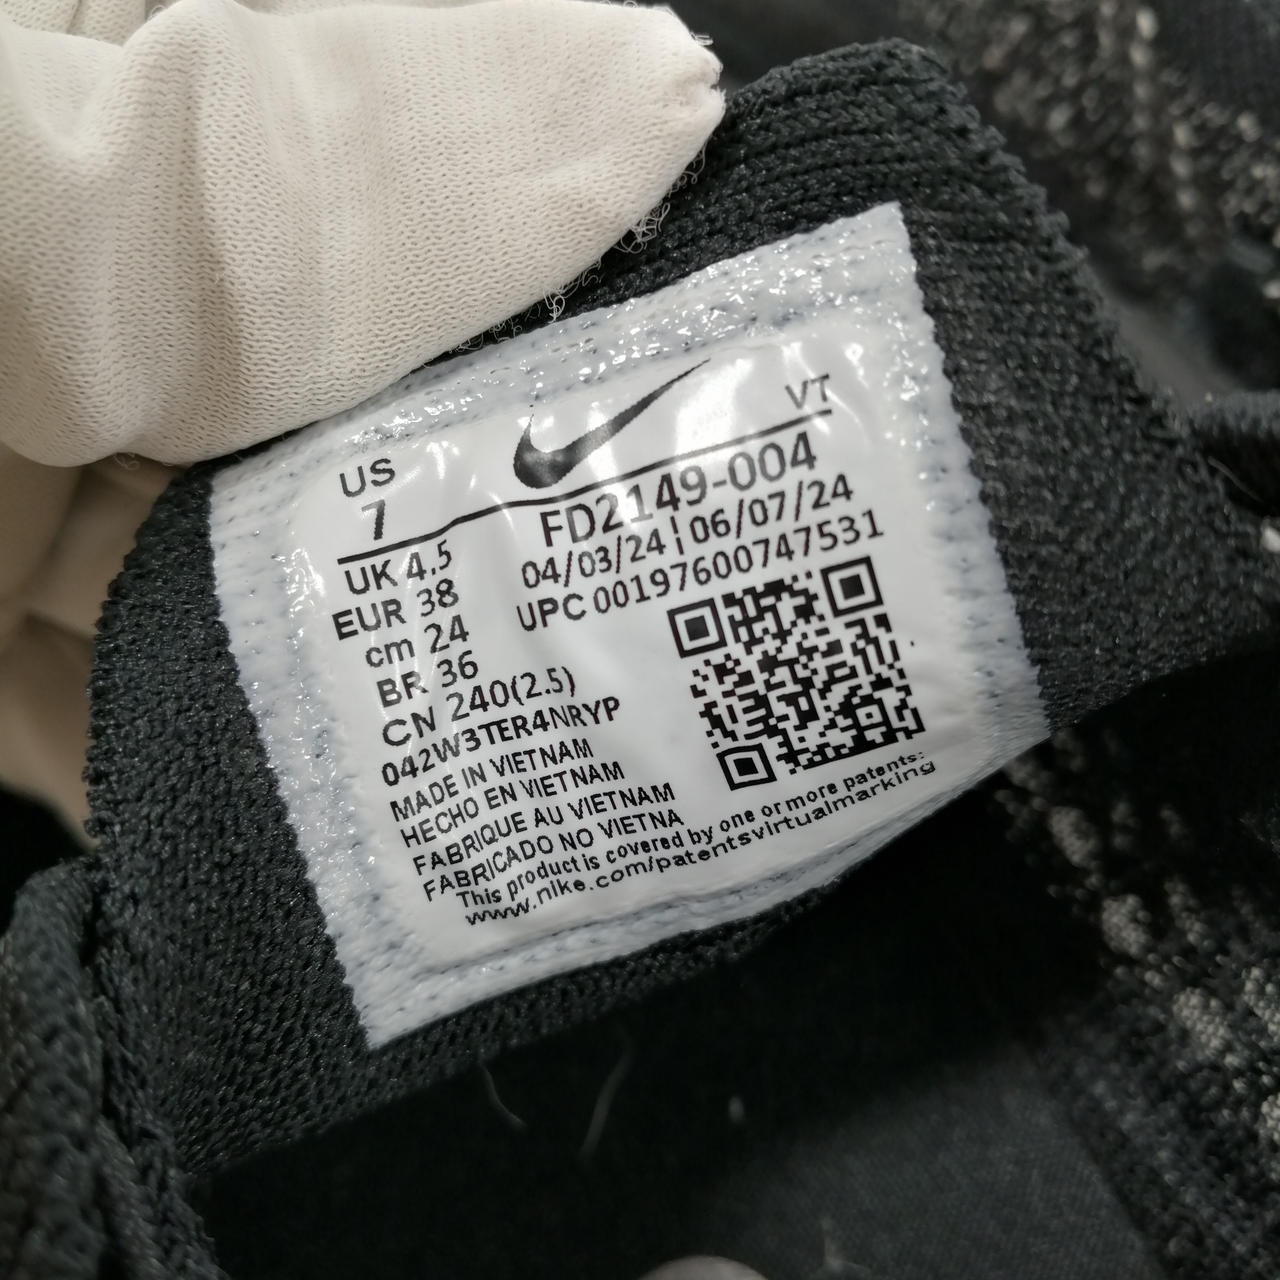 US
7
VT
FD2149-004
04/03/24 | 06/07/24
UPC 00197600747531
UK 4.5
EUR 38
cm 24
BR 36
CN 240(2.5)
042W3TER4NRYP
MADE IN VIETNAM
HECHO EN VIETNAM
FABRIQUE AU VIETNAM
FABRICADO NO VIETNA
This product is covered by one or more patents:
www.nike.com/patentsvirtualmarking